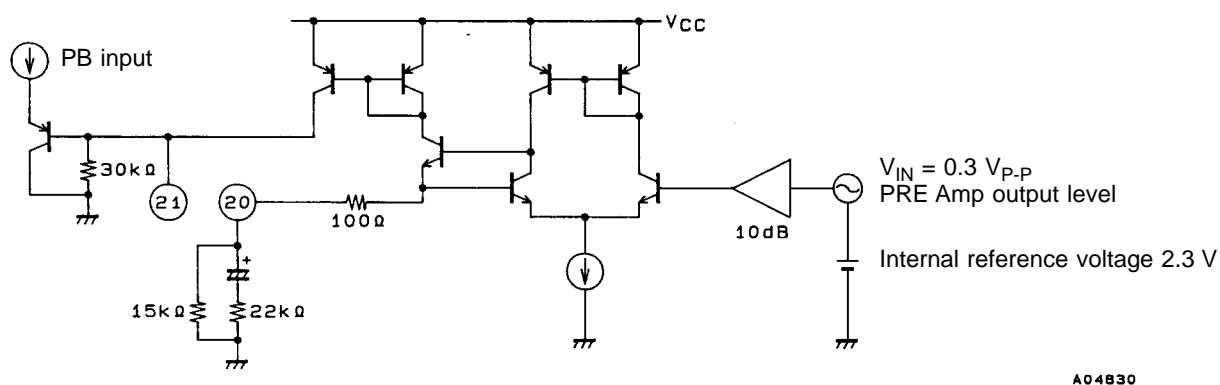 VCC
PB input
30kΩ
21
20
100Ω
VIN = 0.3 VP-P
PRE Amp output level
10dB
Internal reference voltage 2.3 V
+
15kΩ
22kΩ
A04830